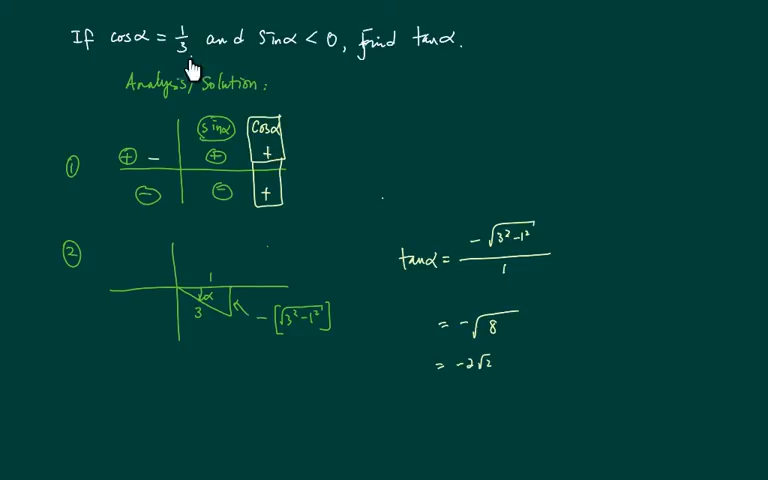 If cosα = 1/3 and sinα < 0, find tanα.
Analysis/Solution:
sinα cosα
① + − + +
− − +
②
1
α
3
−[√3²−1²]
tanα = −√3²−1² / 1
= −√8
= −2√2